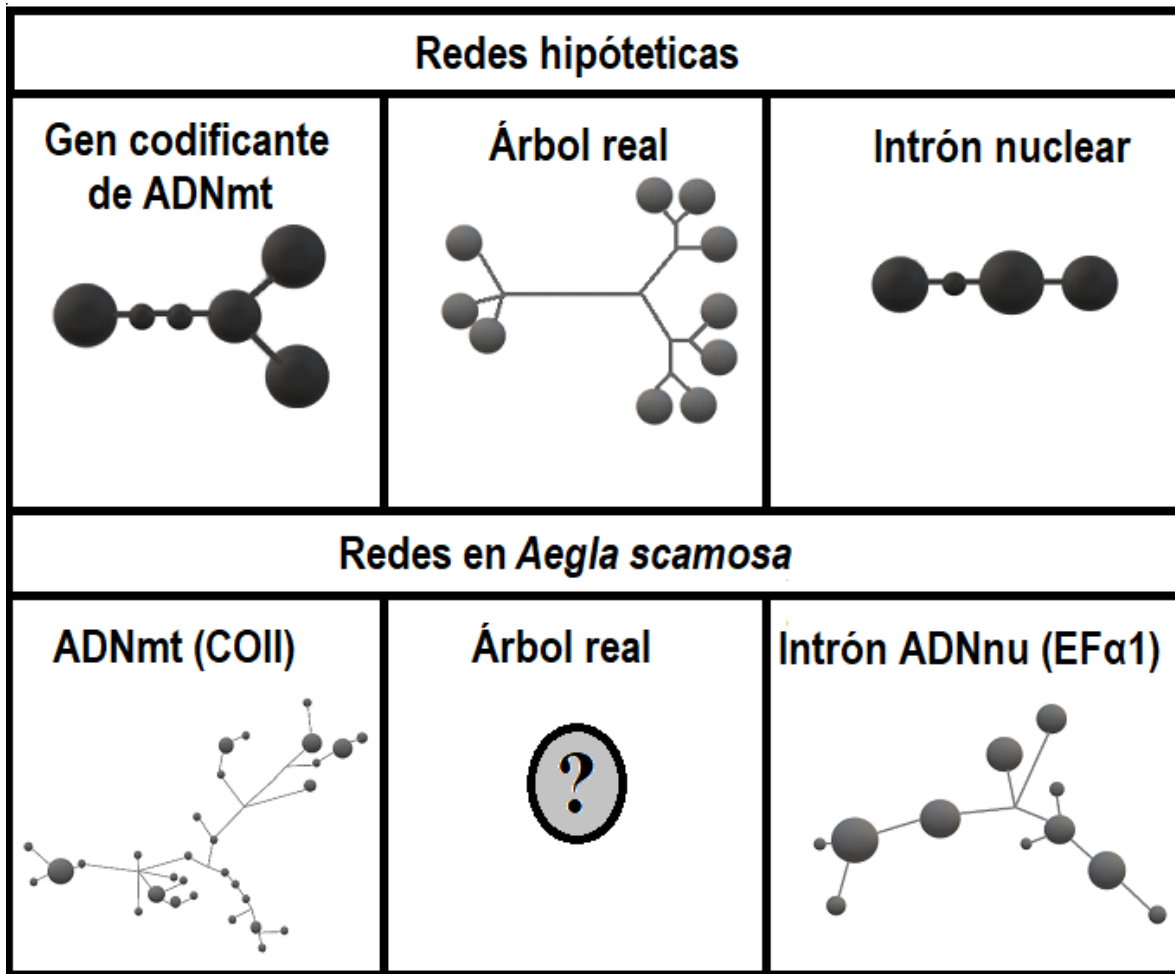 Redes hipóteticas
Gen codificante
de ADNmt
Árbol real
Intrón nuclear
Redes en Aegla scamosa
ADNmt (COII)
Árbol real
Intrón ADNnu (EFα1)
?